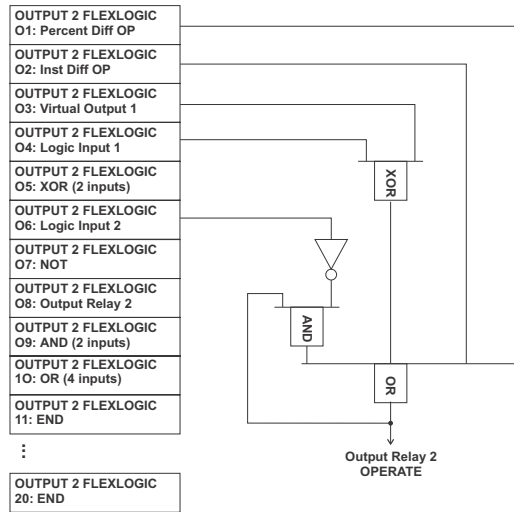 OUTPUT 2 FLEXLOGIC
O1: Percent Diff OP
OUTPUT 2 FLEXLOGIC
O2: Inst Diff OP
OUTPUT 2 FLEXLOGIC
O3: Virtual Output 1
OUTPUT 2 FLEXLOGIC
O4: Logic Input 1
OUTPUT 2 FLEXLOGIC
O5: XOR (2 inputs)
OUTPUT 2 FLEXLOGIC
O6: Logic Input 2
OUTPUT 2 FLEXLOGIC
O7: NOT
OUTPUT 2 FLEXLOGIC
O8: Output Relay 2
OUTPUT 2 FLEXLOGIC
O9: AND (2 inputs)
OUTPUT 2 FLEXLOGIC
1O: OR (4 inputs)
OUTPUT 2 FLEXLOGIC
11: END
⋮
OUTPUT 2 FLEXLOGIC
20: END
XOR
AND
OR
Output Relay 2
OPERATE